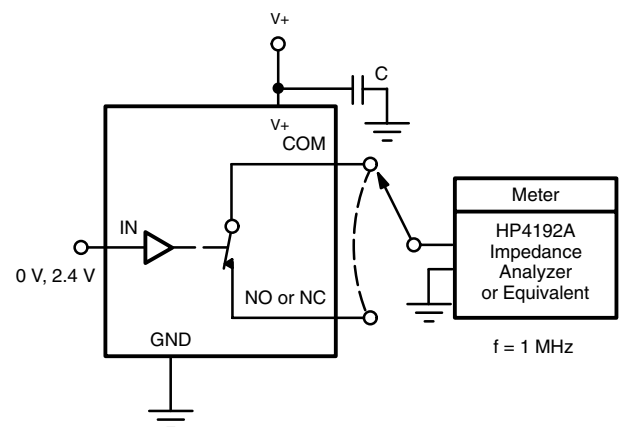 V+
C
V+
COM
IN
0 V, 2.4 V
NO or NC
GND
Meter
HP4192A
Impedance
Analyzer
or Equivalent
f = 1 MHz